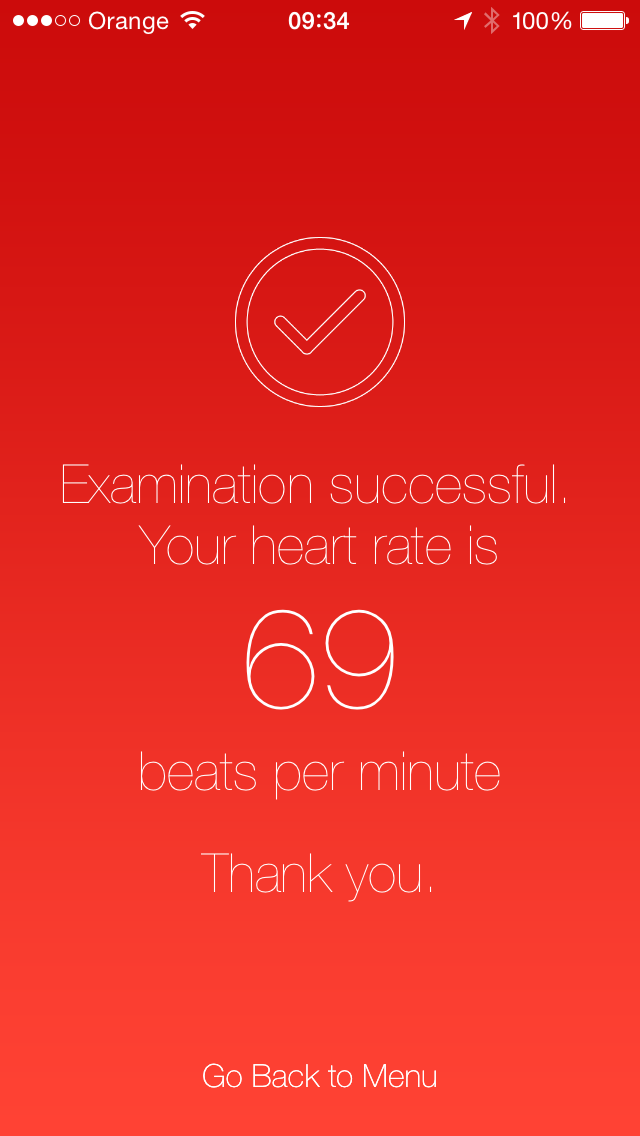 Orange 09:34 100%
Examination successful.
Your heart rate is
69
beats per minute
Thank you.
Go Back to Menu